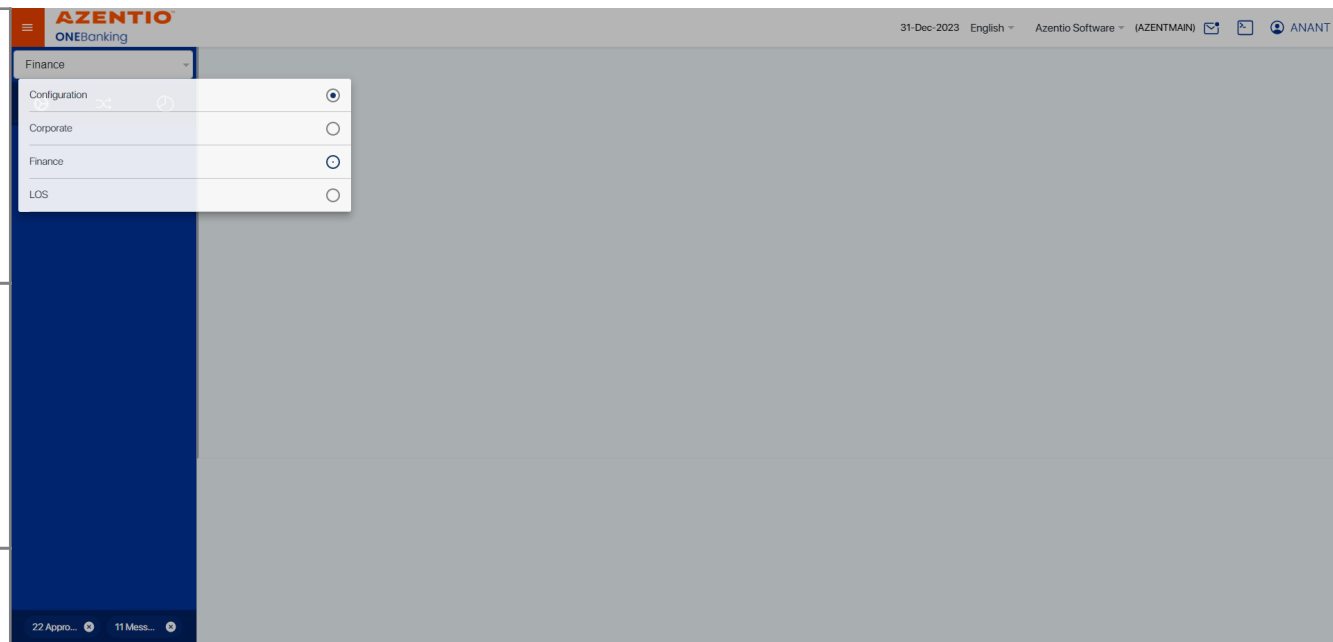 AZENTIO
ONEBanking
31-Dec-2023 English Azentio Software (AZENTMAIN) ANANT
Finance
Configuration
Corporate
Finance
LOS
22 Appro... 11 Mess...